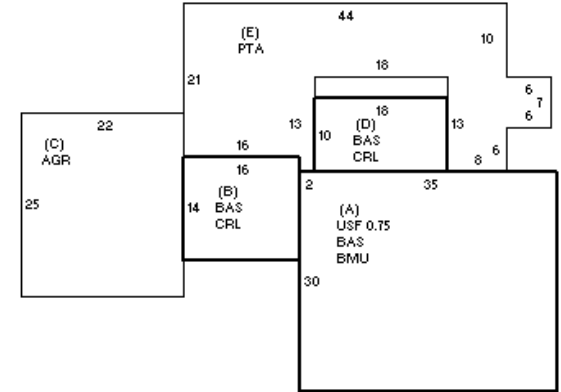 44
(E)
PTA
10
21
18
6
7
6
22
(C)
AGR
25
13
10
18
(D)
BAS
CRL
13
16
16
6
8
14
(B)
BAS
CRL
2
35
(A)
USF 0.75
BAS
BMU
30